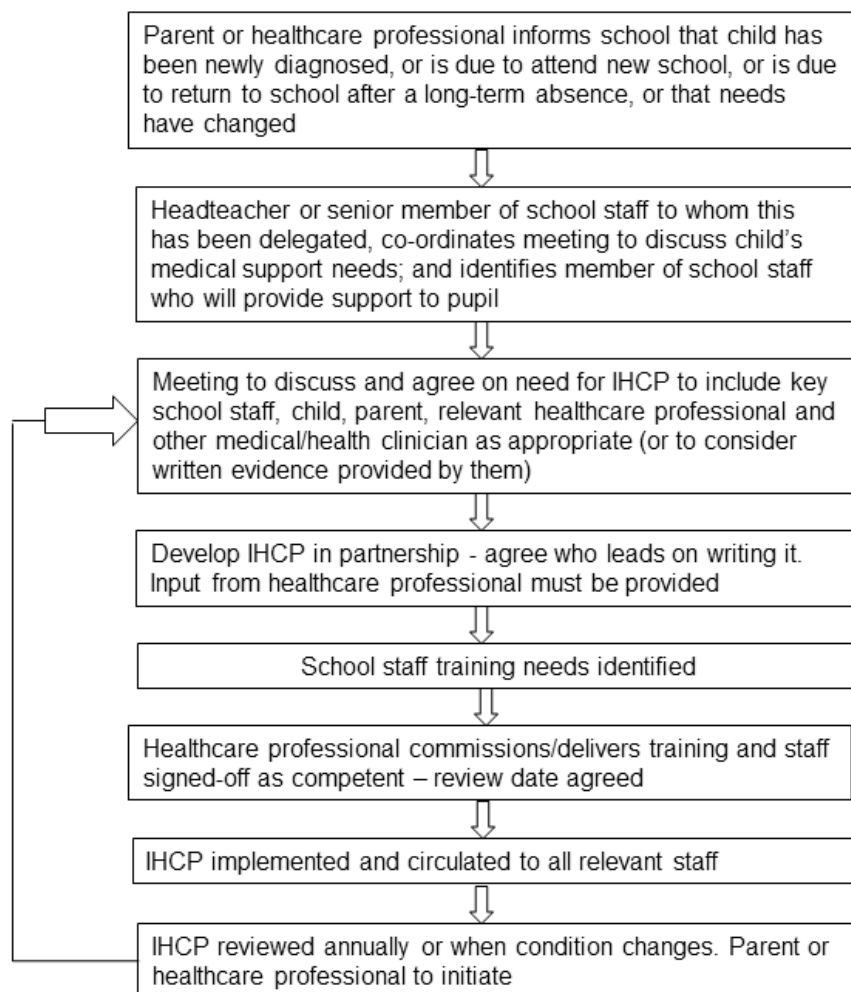 Parent or healthcare professional informs school that child has
been newly diagnosed, or is due to attend new school, or is due
to return to school after a long-term absence, or that needs
have changed
Headteacher or senior member of school staff to whom this
has been delegated, co-ordinates meeting to discuss child’s
medical support needs; and identifies member of school staff
who will provide support to pupil
Meeting to discuss and agree on need for IHCP to include key
school staff, child, parent, relevant healthcare professional and
other medical/health clinician as appropriate (or to consider
written evidence provided by them)
Develop IHCP in partnership - agree who leads on writing it.
Input from healthcare professional must be provided
School staff training needs identified
Healthcare professional commissions/delivers training and staff
signed-off as competent – review date agreed
IHCP implemented and circulated to all relevant staff
IHCP reviewed annually or when condition changes. Parent or
healthcare professional to initiate